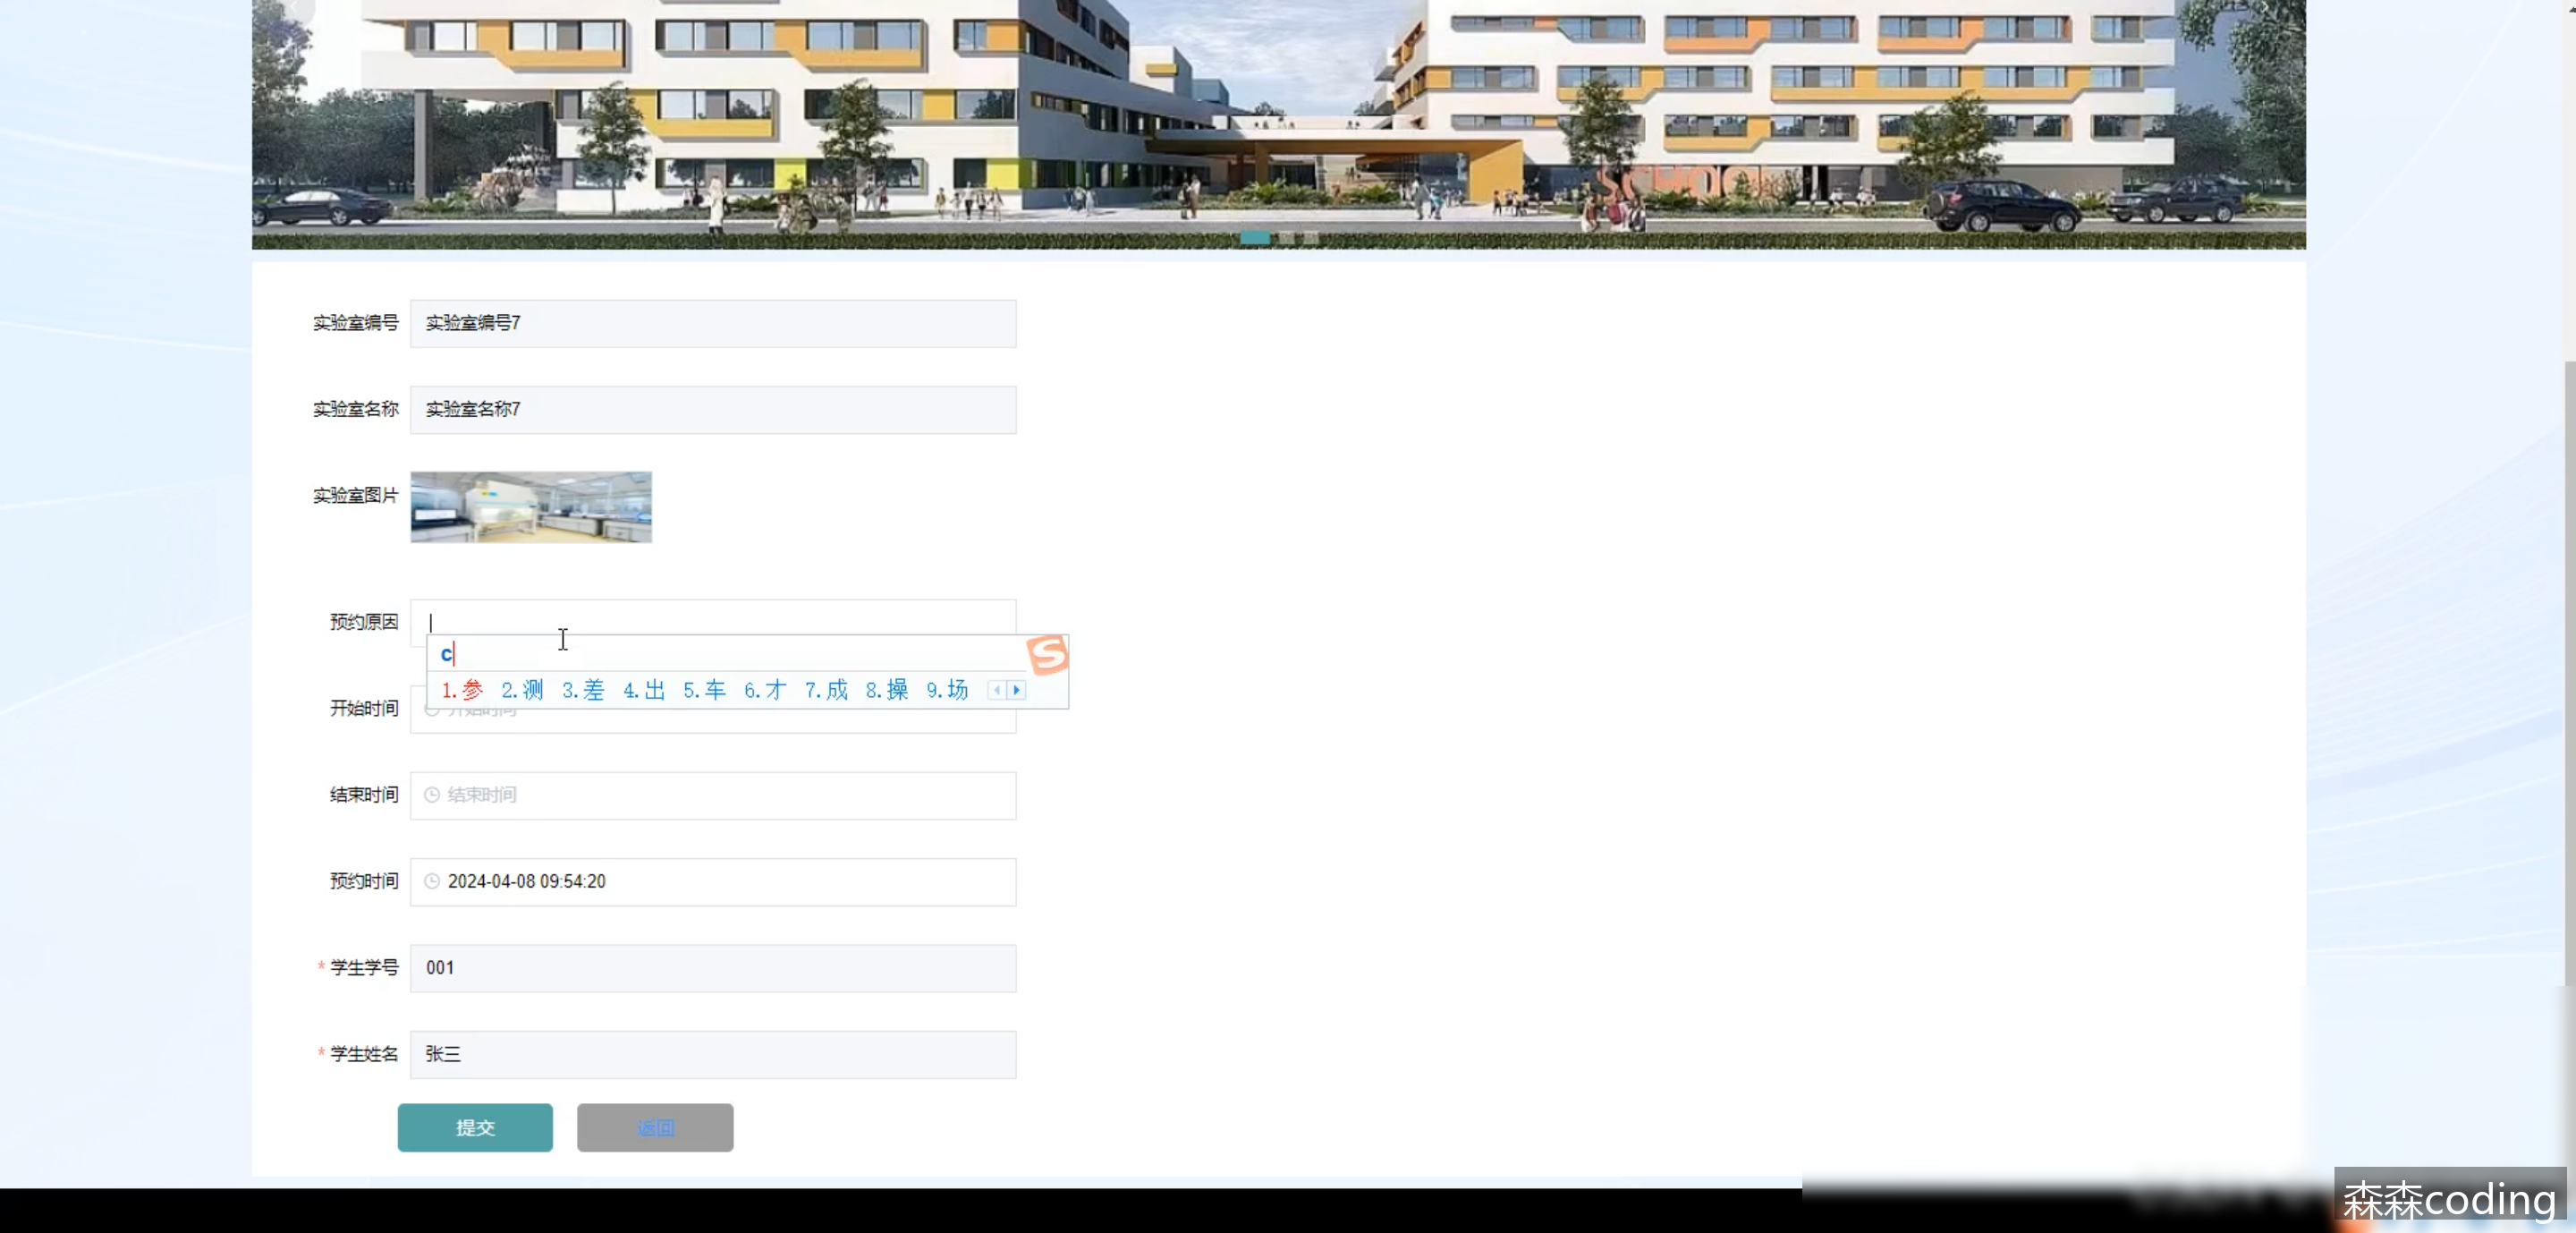 SCHOOL
实验室编号 实验室编号7
实验室名称 实验室名称7
实验室图片
预约原因
c
1.参 2.测 3.差 4.出 5.车 6.才 7.成 8.操 9.场
开始时间 开始时间
结束时间 结束时间
预约时间 2024-04-08 09:54:20
* 学生学号 001
* 学生姓名 张三
提交 返回
森森coding